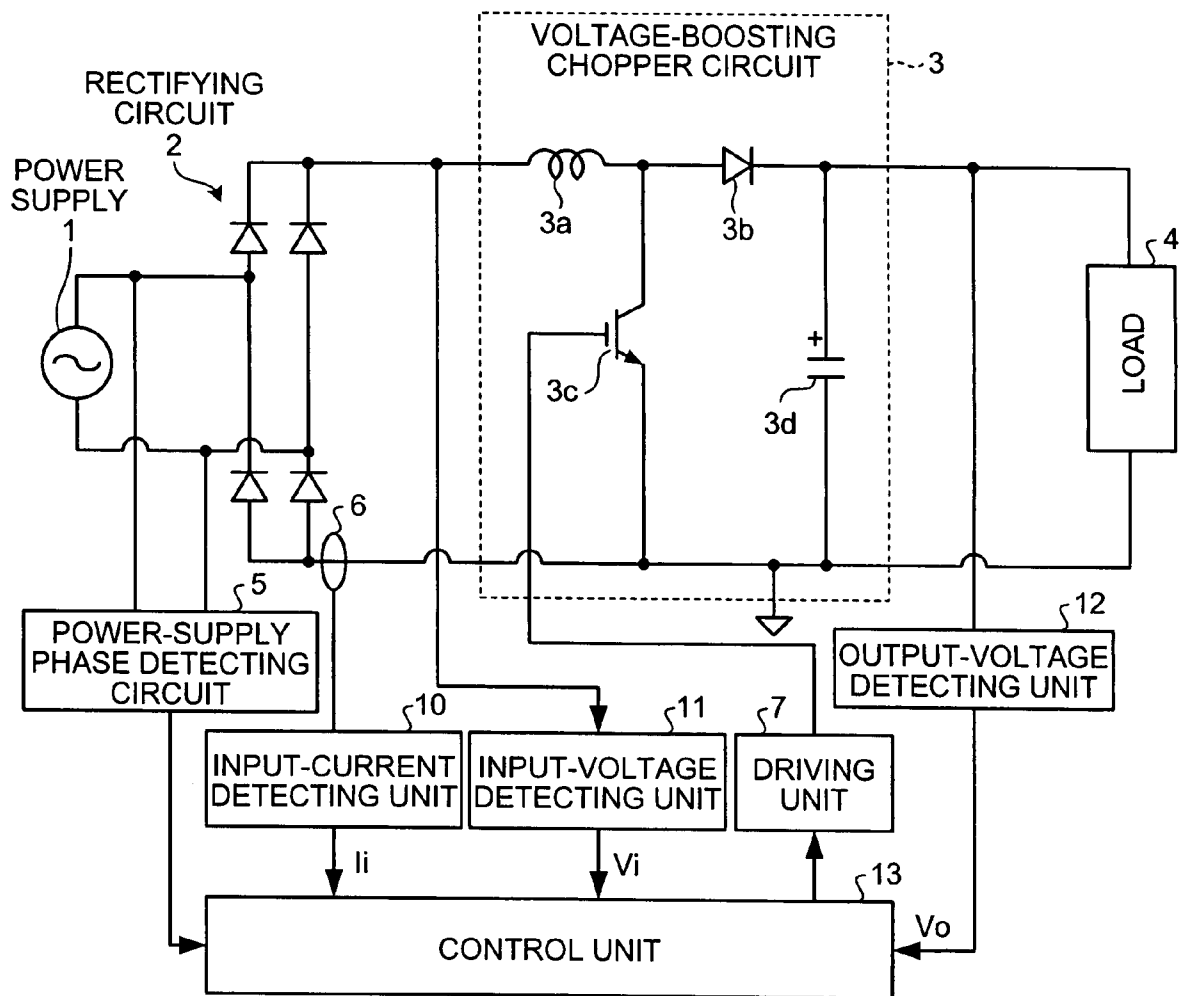 VOLTAGE-BOOSTING
CHOPPER CIRCUIT
3
RECTIFYING
CIRCUIT
2
POWER
SUPPLY
1
3a
3b
4
LOAD
3c
+
3d
6
5
POWER-SUPPLY
PHASE DETECTING
CIRCUIT
12
OUTPUT-VOLTAGE
DETECTING UNIT
10
INPUT-CURRENT
DETECTING UNIT
11
INPUT-VOLTAGE
DETECTING UNIT
7
DRIVING
UNIT
Ii
Vi
13
Vo
CONTROL UNIT